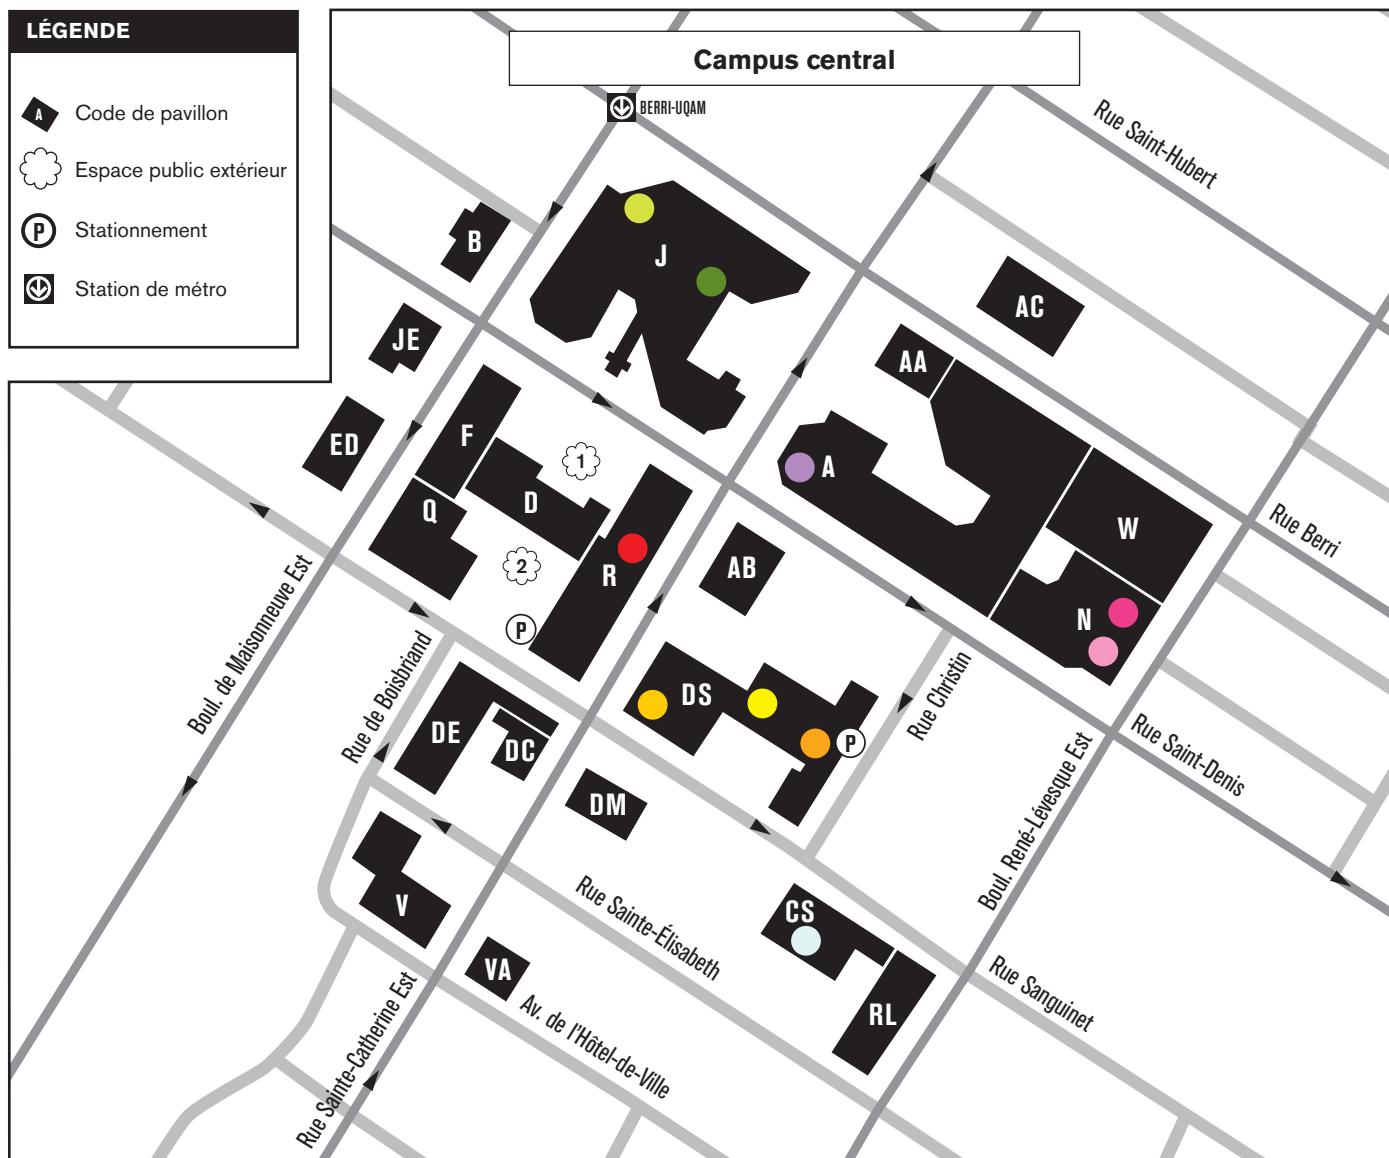 LÉGENDE
A
Code de pavillon
Espace public extérieur
P
Stationnement
Station de métro
Campus central
BERRI-UQAM
Rue Saint-Hubert
B
J
AC
JE
AA
ED
F
1
A
Q
D
W
Rue Berri
2
R
AB
N
P
Boul. de Maisonneuve Est
Rue de Boisbriand
DS
Rue Christin
Rue Saint-Denis
DE
DC
P
DM
Boul. René-Lévesque Est
V
Rue Sainte-Élisabeth
CS
VA
Av. de l'Hôtel-de-Ville
Rue Sanguinet
RL
Rue Sainte-Catherine Est